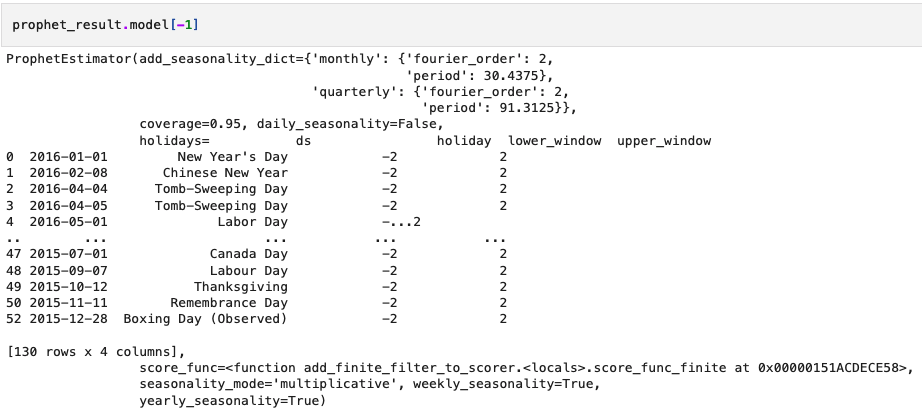 prophet_result.model[-1]
ProphetEstimator(add_seasonality_dict={'monthly': {'fourier_order': 2,
'period': 30.4375},
'quarterly': {'fourier_order': 2,
'period': 91.3125}},
coverage=0.95, daily_seasonality=False,
holidays= ds holiday lower_window upper_window
0 2016-01-01 New Year's Day -2 2
1 2016-02-08 Chinese New Year -2 2
2 2016-04-04 Tomb-Sweeping Day -2 2
3 2016-04-05 Tomb-Sweeping Day -2 2
4 2016-05-01 Labor Day -...2
.. ... ... ... ...
47 2015-07-01 Canada Day -2 2
48 2015-09-07 Labour Day -2 2
49 2015-10-12 Thanksgiving -2 2
50 2015-11-11 Remembrance Day -2 2
52 2015-12-28 Boxing Day (Observed) -2 2
[130 rows x 4 columns],
score_func=<function add_finite_filter_to_scorer.<locals>.score_func_finite at 0x00000151ACDECE58>,
seasonality_mode='multiplicative', weekly_seasonality=True,
yearly_seasonality=True)